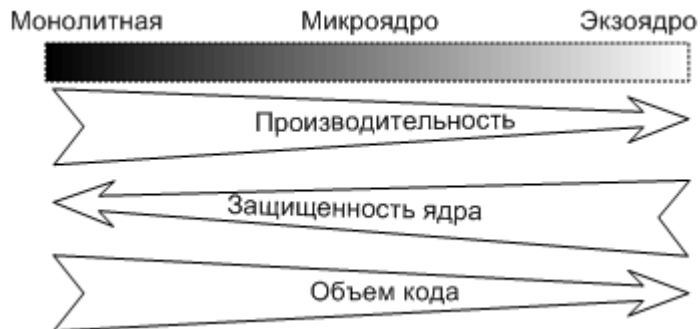 Монолитная Микроядро Экзоядро
Производительность
Защищенность ядра
Объем кода